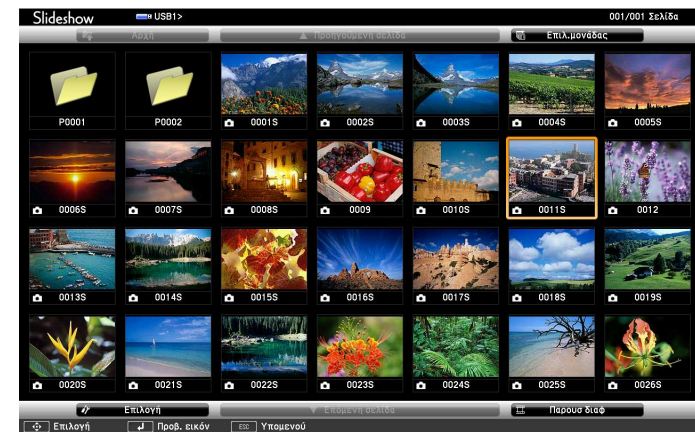 Slideshow USB1> 001/001 Σελίδα
Αρχή ▲ Προηγούμενη σελίδα Επιλ.μονάδας
P0001 P0002 0001S 0002S 0003S 0004S 0005S
0006S 0007S 0008S 0009 0010S 0011S 0012
0013S 0014S 0015S 0016S 0017S 0018S 0019S
0020S 0021S 0022S 0023S 0024S 0025S 0026S
Επιλογή ▼ Επόμενη σελίδα Παρουσ διαφ
Επιλογή Προβ. εικόν ESC Υπομενού